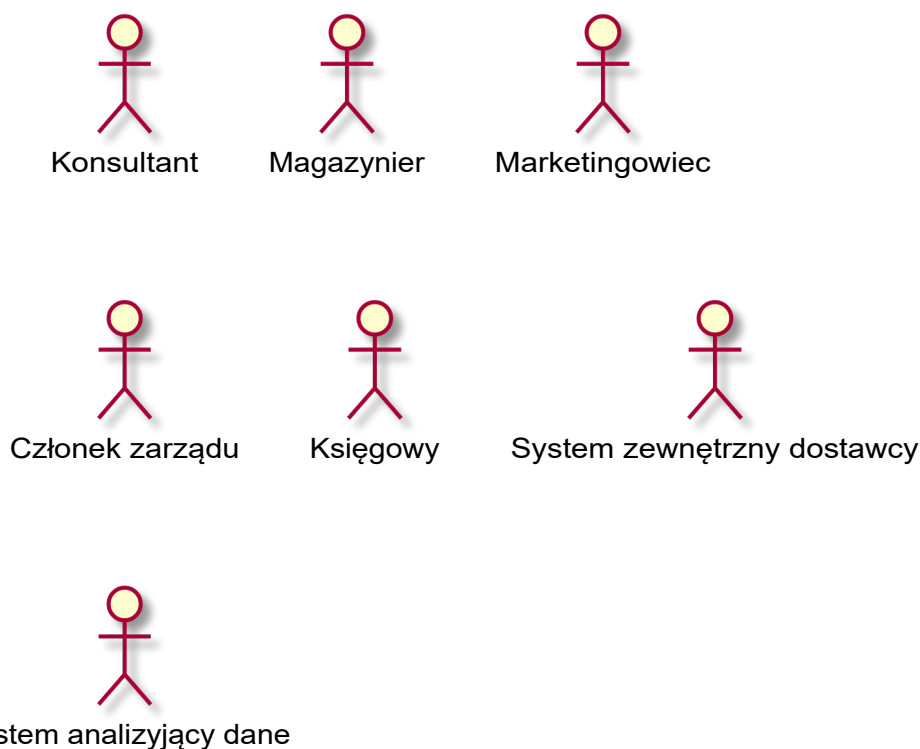 Konsultant Magazynier Marketingowiec
Członek zarządu Księgowy System zewnętrzny dostawcy
stem analizyjący dane